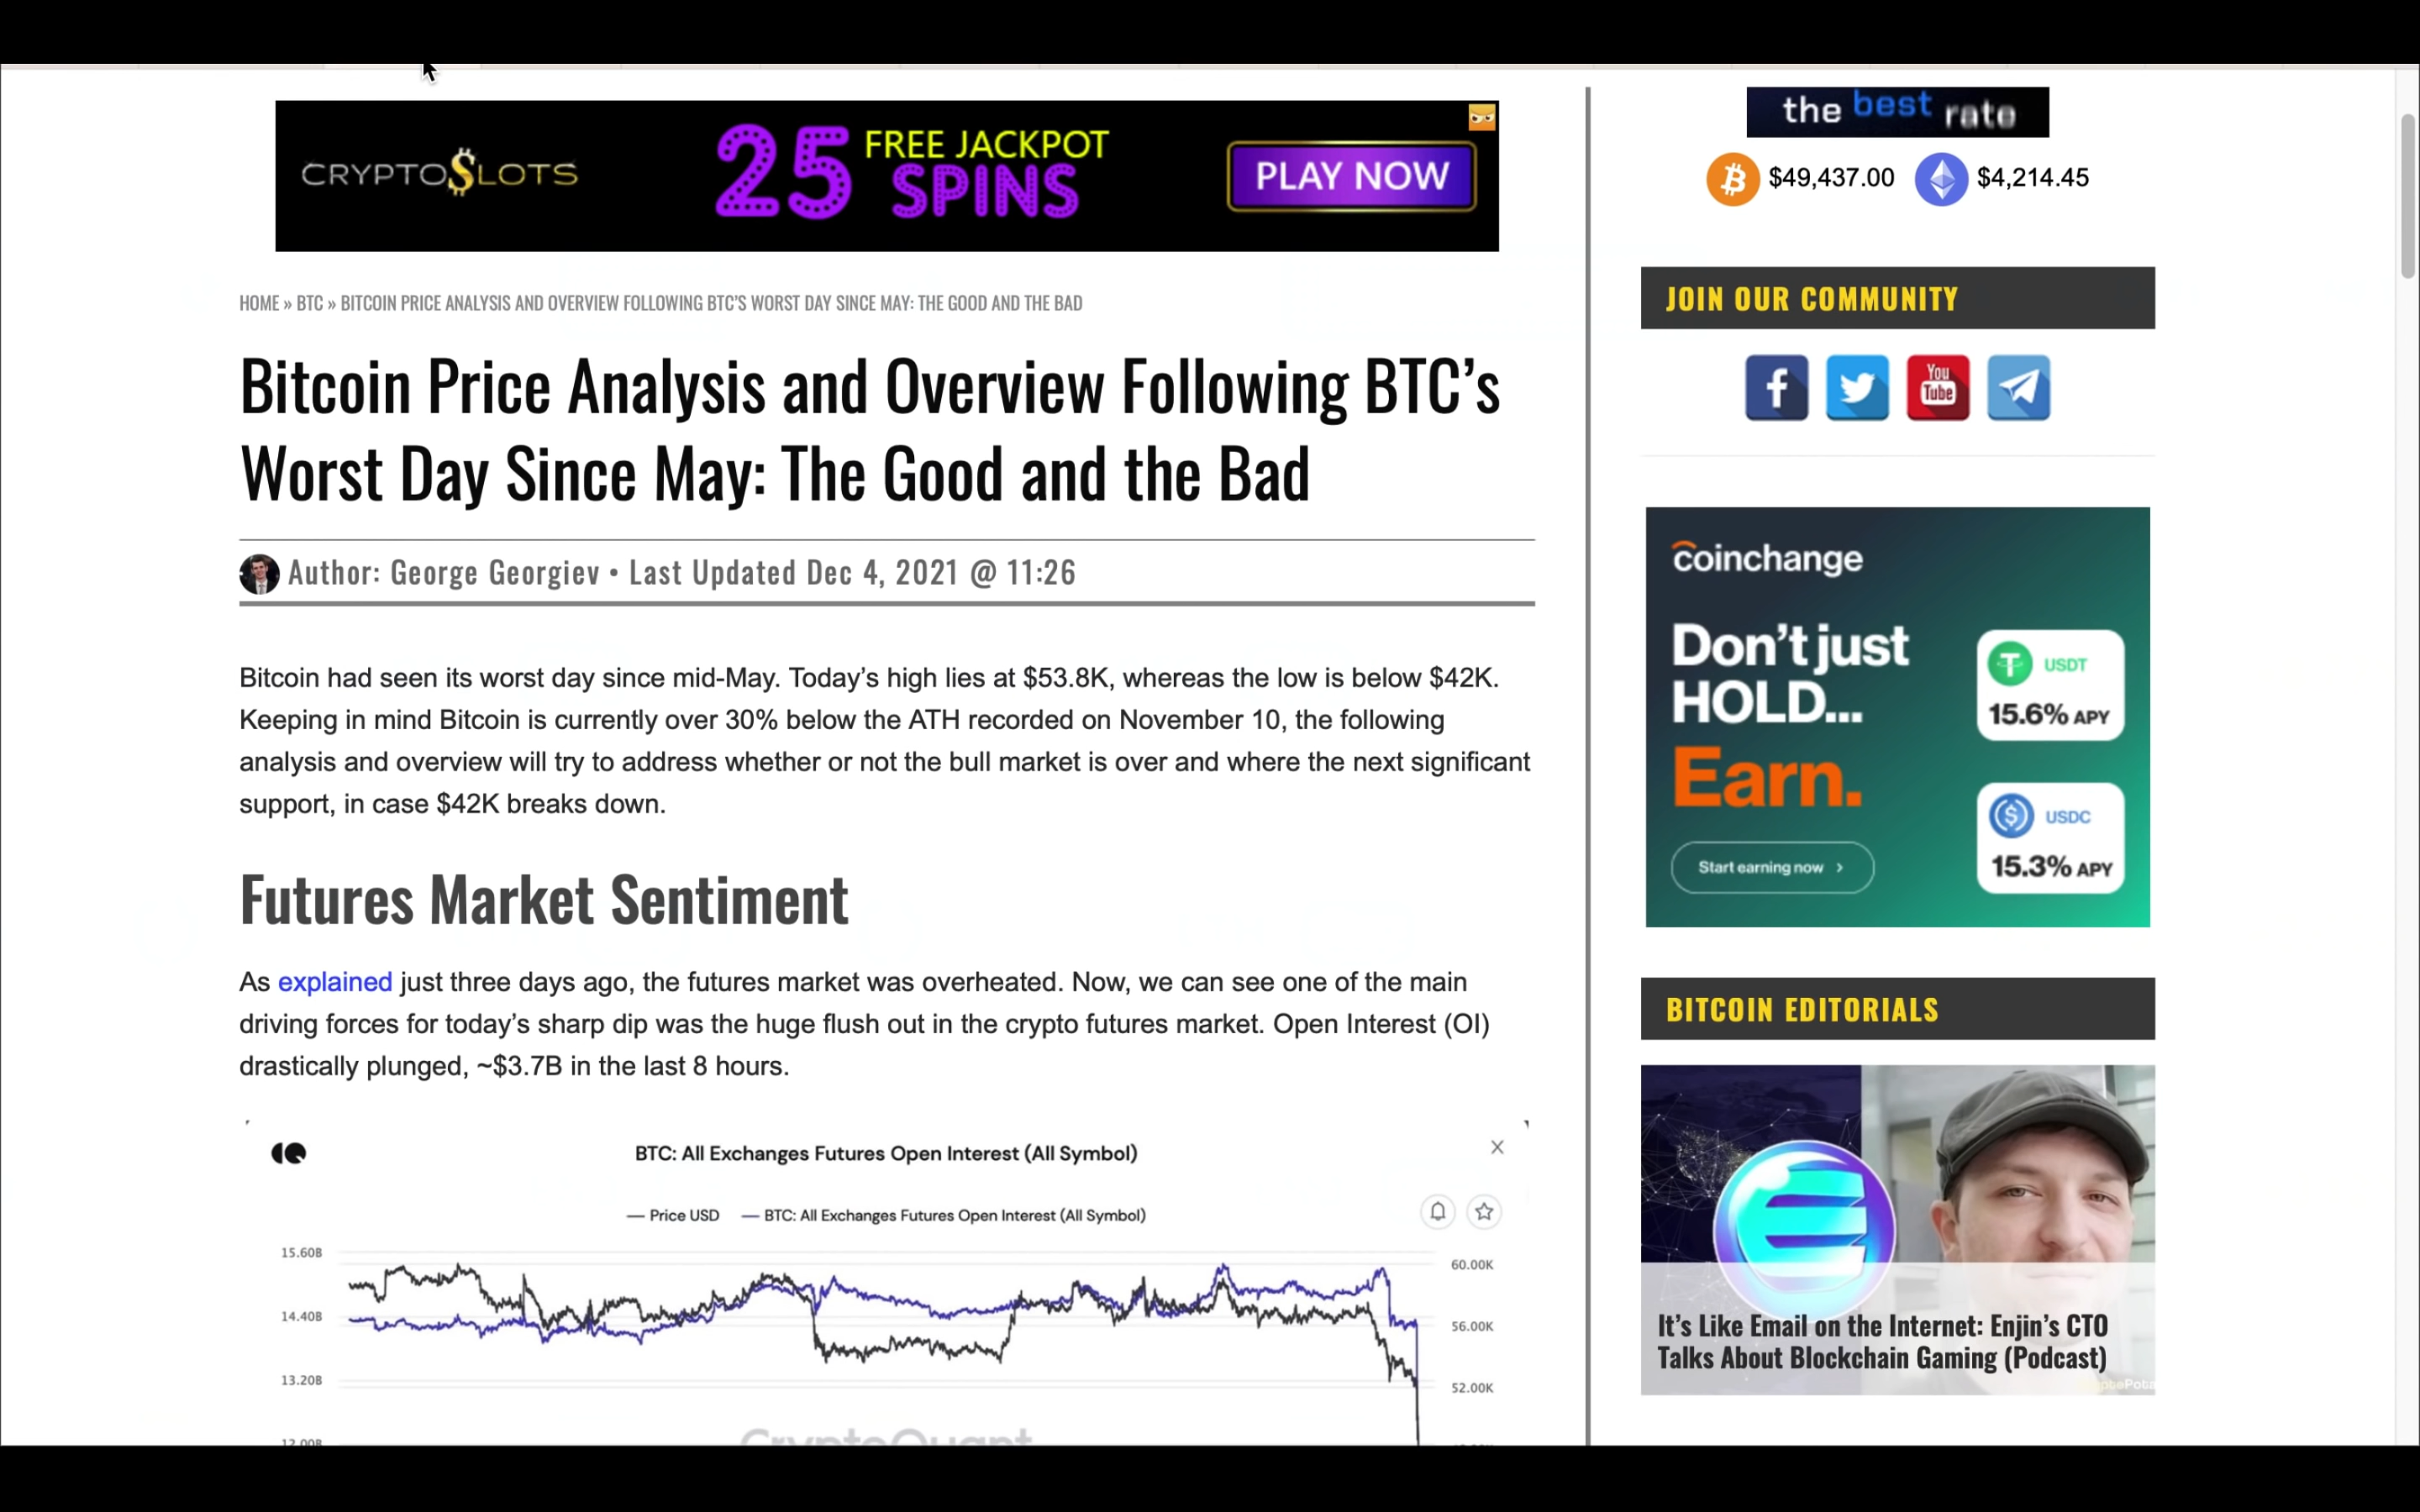 CRYPTO$LOTS
25 FREE JACKPOT
SPINS
PLAY NOW
the best rate
$49,437.00 $4,214.45
HOME » BTC » BITCOIN PRICE ANALYSIS AND OVERVIEW FOLLOWING BTC'S WORST DAY SINCE MAY: THE GOOD AND THE BAD
Bitcoin Price Analysis and Overview Following BTC's
Worst Day Since May: The Good and the Bad
Author: George Georgiev • Last Updated Dec 4, 2021 @ 11:26
Bitcoin had seen its worst day since mid-May. Today's high lies at $53.8K, whereas the low is below $42K.
Keeping in mind Bitcoin is currently over 30% below the ATH recorded on November 10, the following
analysis and overview will try to address whether or not the bull market is over and where the next significant
support, in case $42K breaks down.
Futures Market Sentiment
As explained just three days ago, the futures market was overheated. Now, we can see one of the main
driving forces for today's sharp dip was the huge flush out in the crypto futures market. Open Interest (OI)
drastically plunged, ~$3.7B in the last 8 hours.
BTC: All Exchanges Futures Open Interest (All Symbol)
Price USD BTC: All Exchanges Futures Open Interest (All Symbol)
15.60B
60.00K
14.40B
56.00K
13.20B
52.00K
12.00B
CryptoQuant
JOIN OUR COMMUNITY
You
Tube
coinchange
Don't just
HOLD...
Earn.
Start earning now >
USDT
15.6% APY
USDC
15.3% APY
BITCOIN EDITORIALS
It's Like Email on the Internet: Enjin's CTO
Talks About Blockchain Gaming (Podcast)